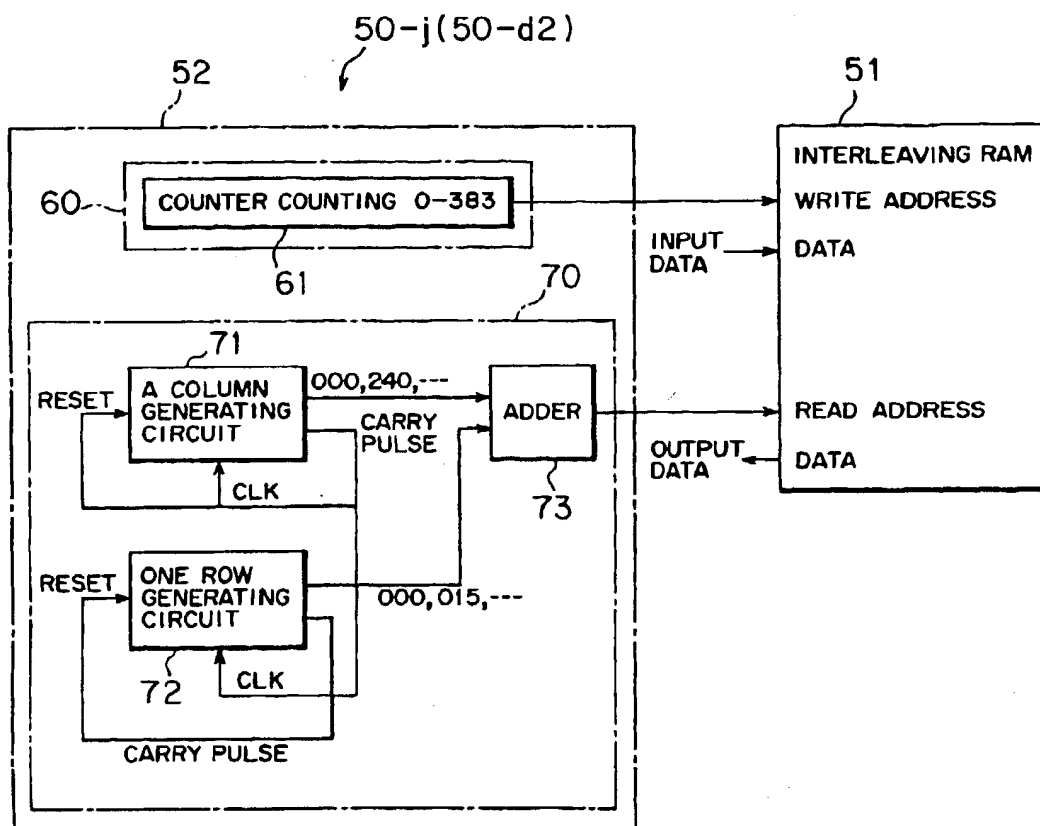 50-j(50-d2)
52
51
INTERLEAVING RAM
60
COUNTER COUNTING 0-383
WRITE ADDRESS
61
INPUT
DATA
DATA
70
71
RESET
A COLUMN
GENERATING
CIRCUIT
000,240,---
CARRY
PULSE
ADDER
READ ADDRESS
OUTPUT
DATA
DATA
CLK
73
RESET
ONE ROW
GENERATING
CIRCUIT
000,015,---
72
CLK
CARRY PULSE